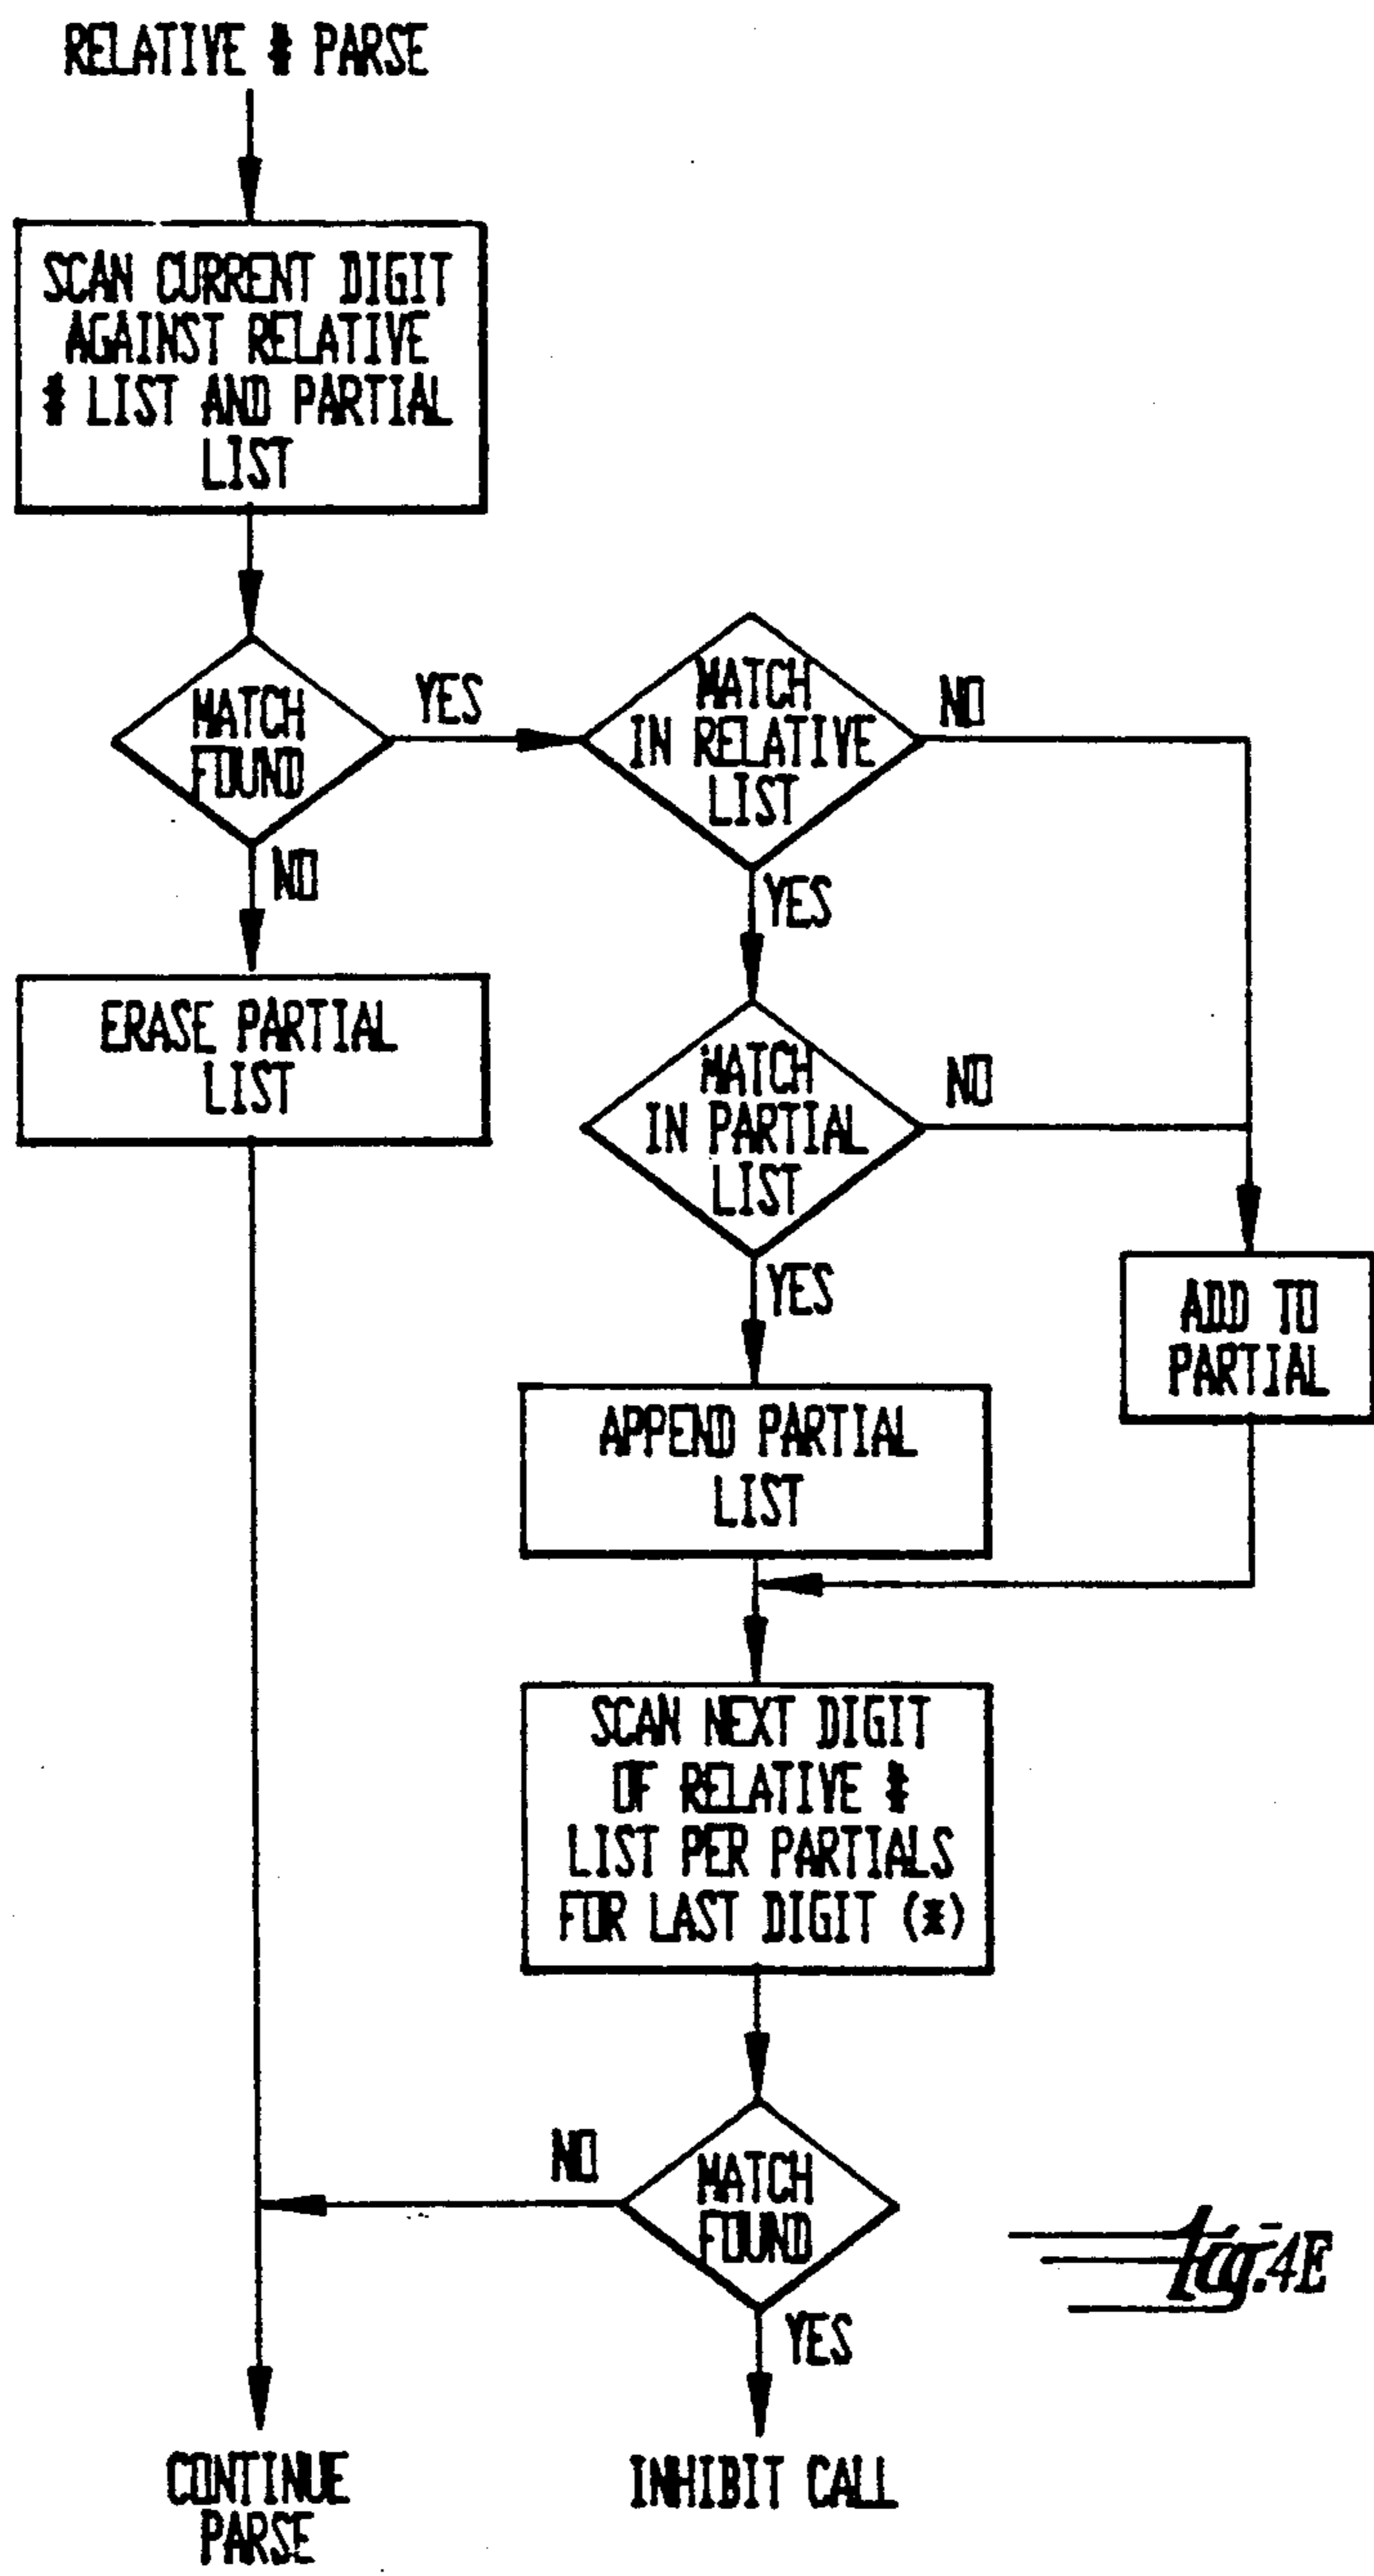 RELATIVE # PARSE
SCAN CURRENT DIGIT
AGAINST RELATIVE
# LIST AND PARTIAL
LIST
MATCH
FOUND
YES
NO
MATCH
IN RELATIVE
LIST
NO
YES
ERASE PARTIAL
LIST
MATCH
IN PARTIAL
LIST
NO
YES
ADD TO
PARTIAL
APPEND PARTIAL
LIST
SCAN NEXT DIGIT
OF RELATIVE #
LIST PER PARTIALS
FOR LAST DIGIT (*)
MATCH
FOUND
NO
YES
Fig. 4E
CONTINUE
PARSE
INHIBIT CALL